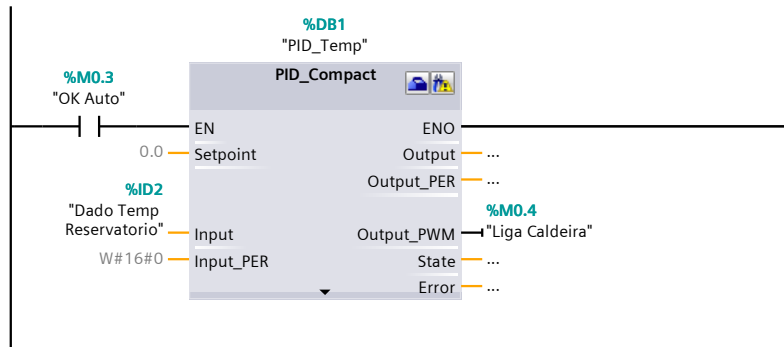 %DB1
"PID_Temp"
PID_Compact
%M0.3
"OK Auto"
EN
ENO
0.0
Setpoint
Output
...
Output_PER
...
%ID2
"Dado Temp
Reservatorio"
Input
%M0.4
Output_PWM
"Liga Caldeira"
W#16#0
Input_PER
State
...
Error
...